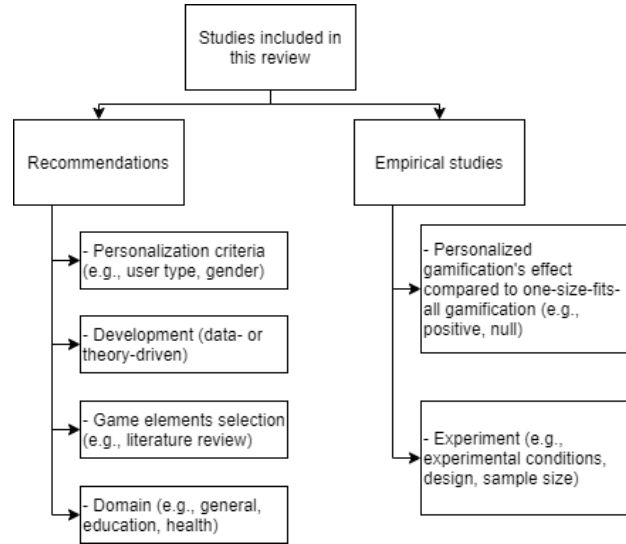 Studies included in
this review
Recommendations
Empirical studies
- Personalization criteria
(e.g., user type, gender)
- Development (data- or
theory-driven)
- Game elements selection
(e.g., literature review)
- Domain (e.g., general,
education, health)
- Personalized
gamification's effect
compared to one-size-fits-
all gamification (e.g.,
positive, null)
- Experiment (e.g.,
experimental conditions,
design, sample size)